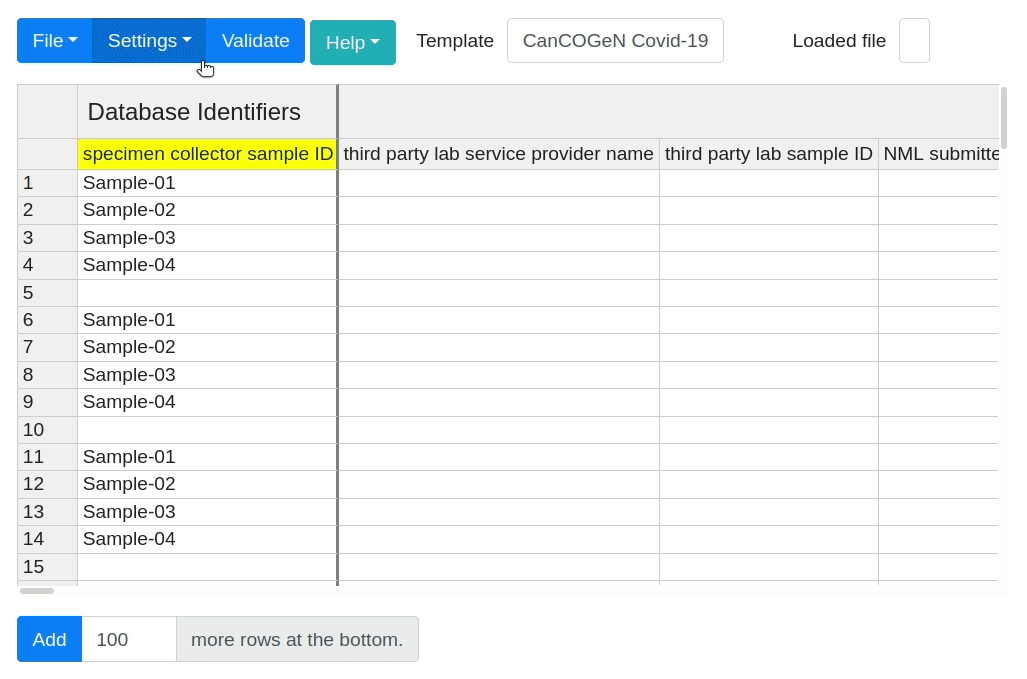 File Settings Validate Help Template CanCOGeN Covid-19 Loaded file
Database Identifiers
specimen collector sample ID third party lab service provider name third party lab sample ID NML submitte
1 Sample-01
2 Sample-02
3 Sample-03
4 Sample-04
5
6 Sample-01
7 Sample-02
8 Sample-03
9 Sample-04
10
11 Sample-01
12 Sample-02
13 Sample-03
14 Sample-04
15
Add 100 more rows at the bottom.